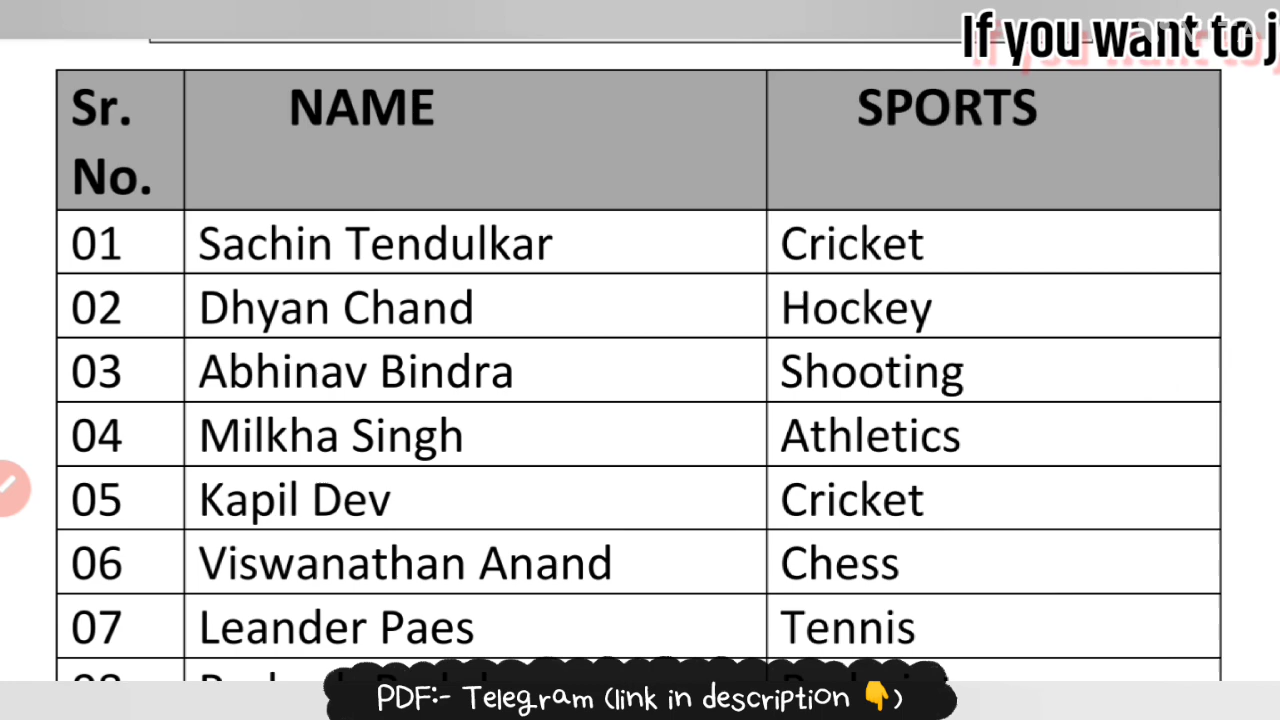 If you want to j
Sr. No. NAME SPORTS
01 Sachin Tendulkar Cricket
02 Dhyan Chand Hockey
03 Abhinav Bindra Shooting
04 Milkha Singh Athletics
05 Kapil Dev Cricket
06 Viswanathan Anand Chess
07 Leander Paes Tennis
PDF:- Telegram (link in description 👇)